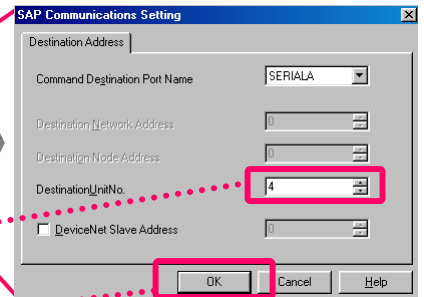 SAP Communications Setting
Destination Address
Command Destination Port Name SERIALA
Destination Network Address 0
Destination Node Address 0
DestinationUnitNo. 4
DeviceNet Slave Address 0
OK Cancel Help